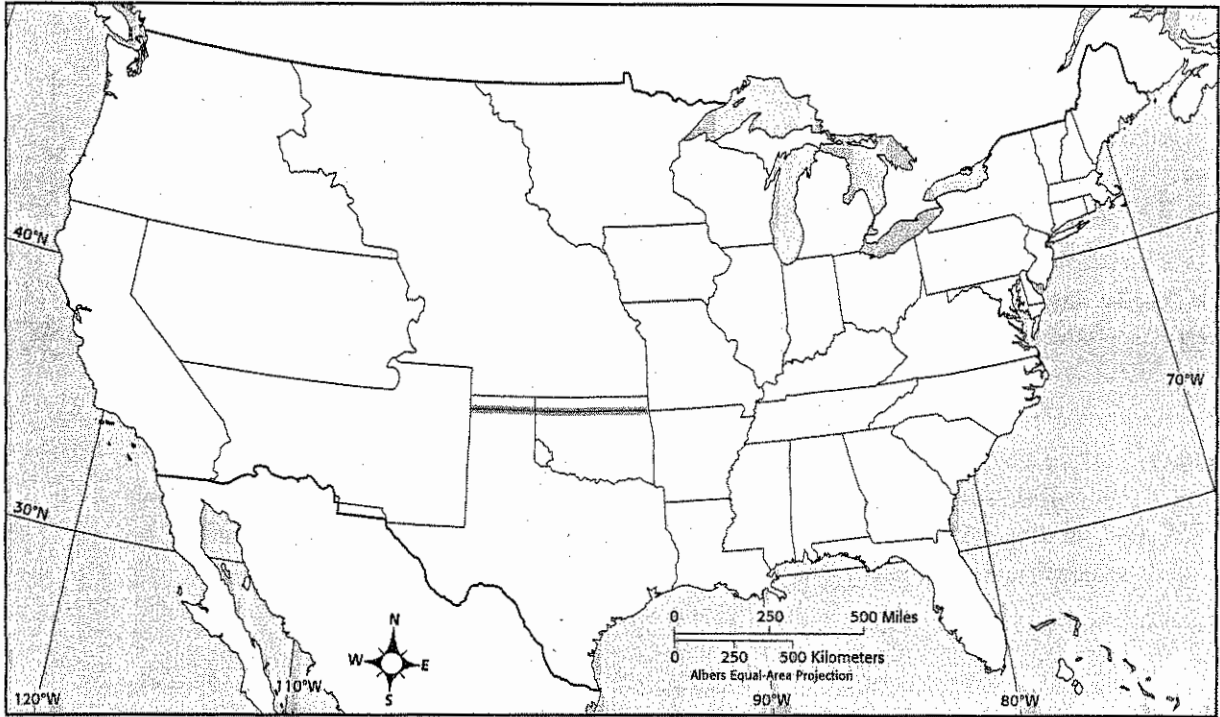 40°N
70°W
30°N
N
W E
S
0 250 500 Miles
0 250 500 Kilometers
Albers Equal-Area Projection
120°W
110°W
90°W
80°W